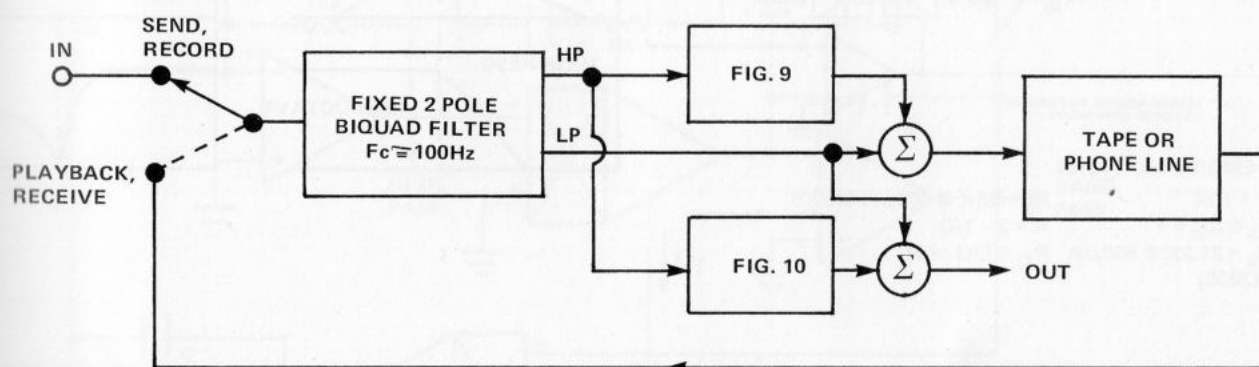 IN
SEND,
RECORD
PLAYBACK,
RECEIVE
FIXED 2 POLE
BIQUAD FILTER
Fc ≅ 100Hz
HP
LP
FIG. 9
Σ
TAPE OR
PHONE LINE
FIG. 10
Σ
OUT